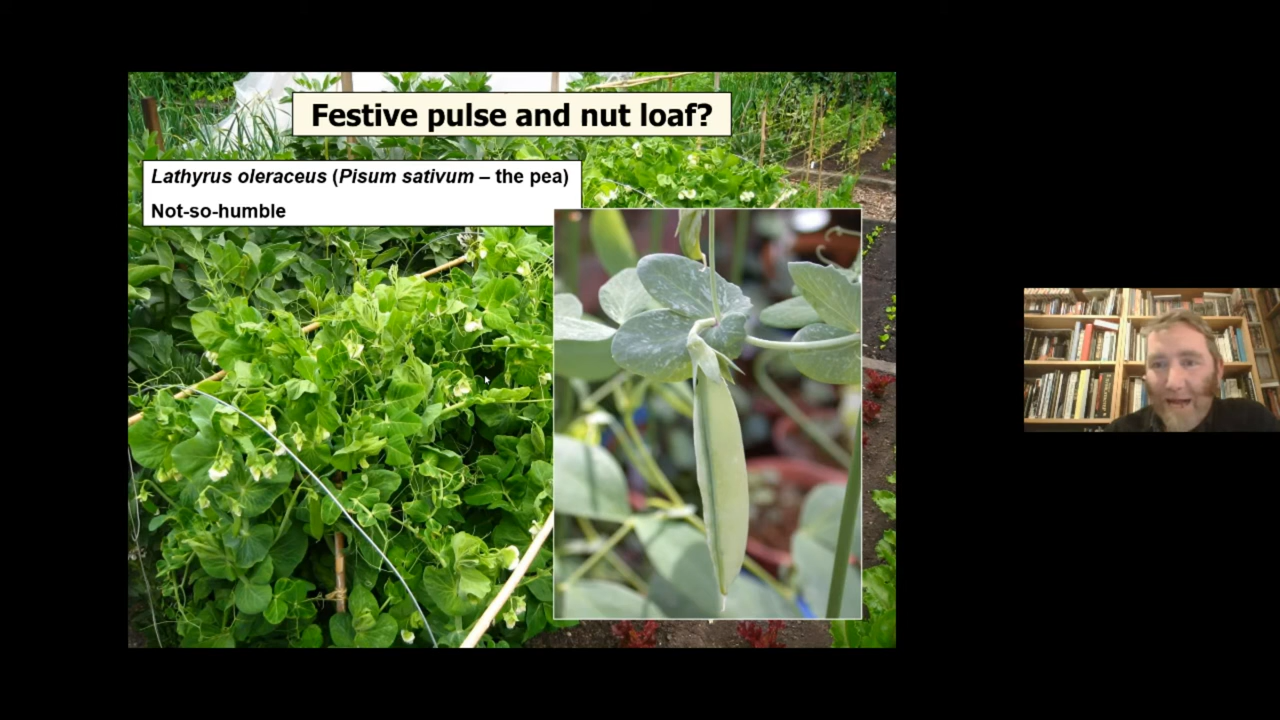 Festive pulse and nut loaf?
Lathyrus oleraceus (Pisum sativum – the pea)
Not-so-humble